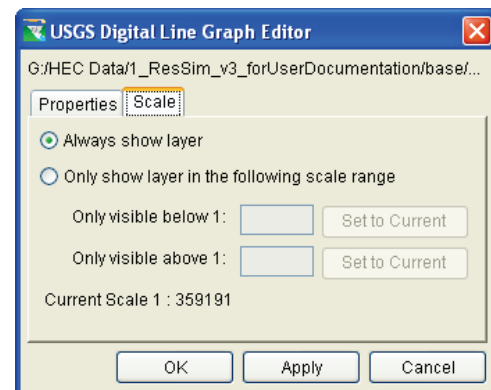 USGS Digital Line Graph Editor
G:/HEC Data/1_ResSim_v3_forUserDocumentation/base/...
Properties Scale
Always show layer
Only show layer in the following scale range
Only visible below 1: Set to Current
Only visible above 1: Set to Current
Current Scale 1 : 359191
OK Apply Cancel